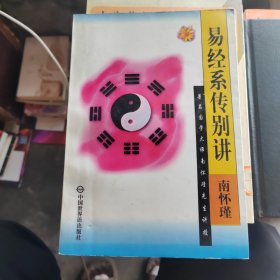 易经系传别讲
南怀瑾
著名国学大师南怀瑾先生讲授
中国世界语出版社